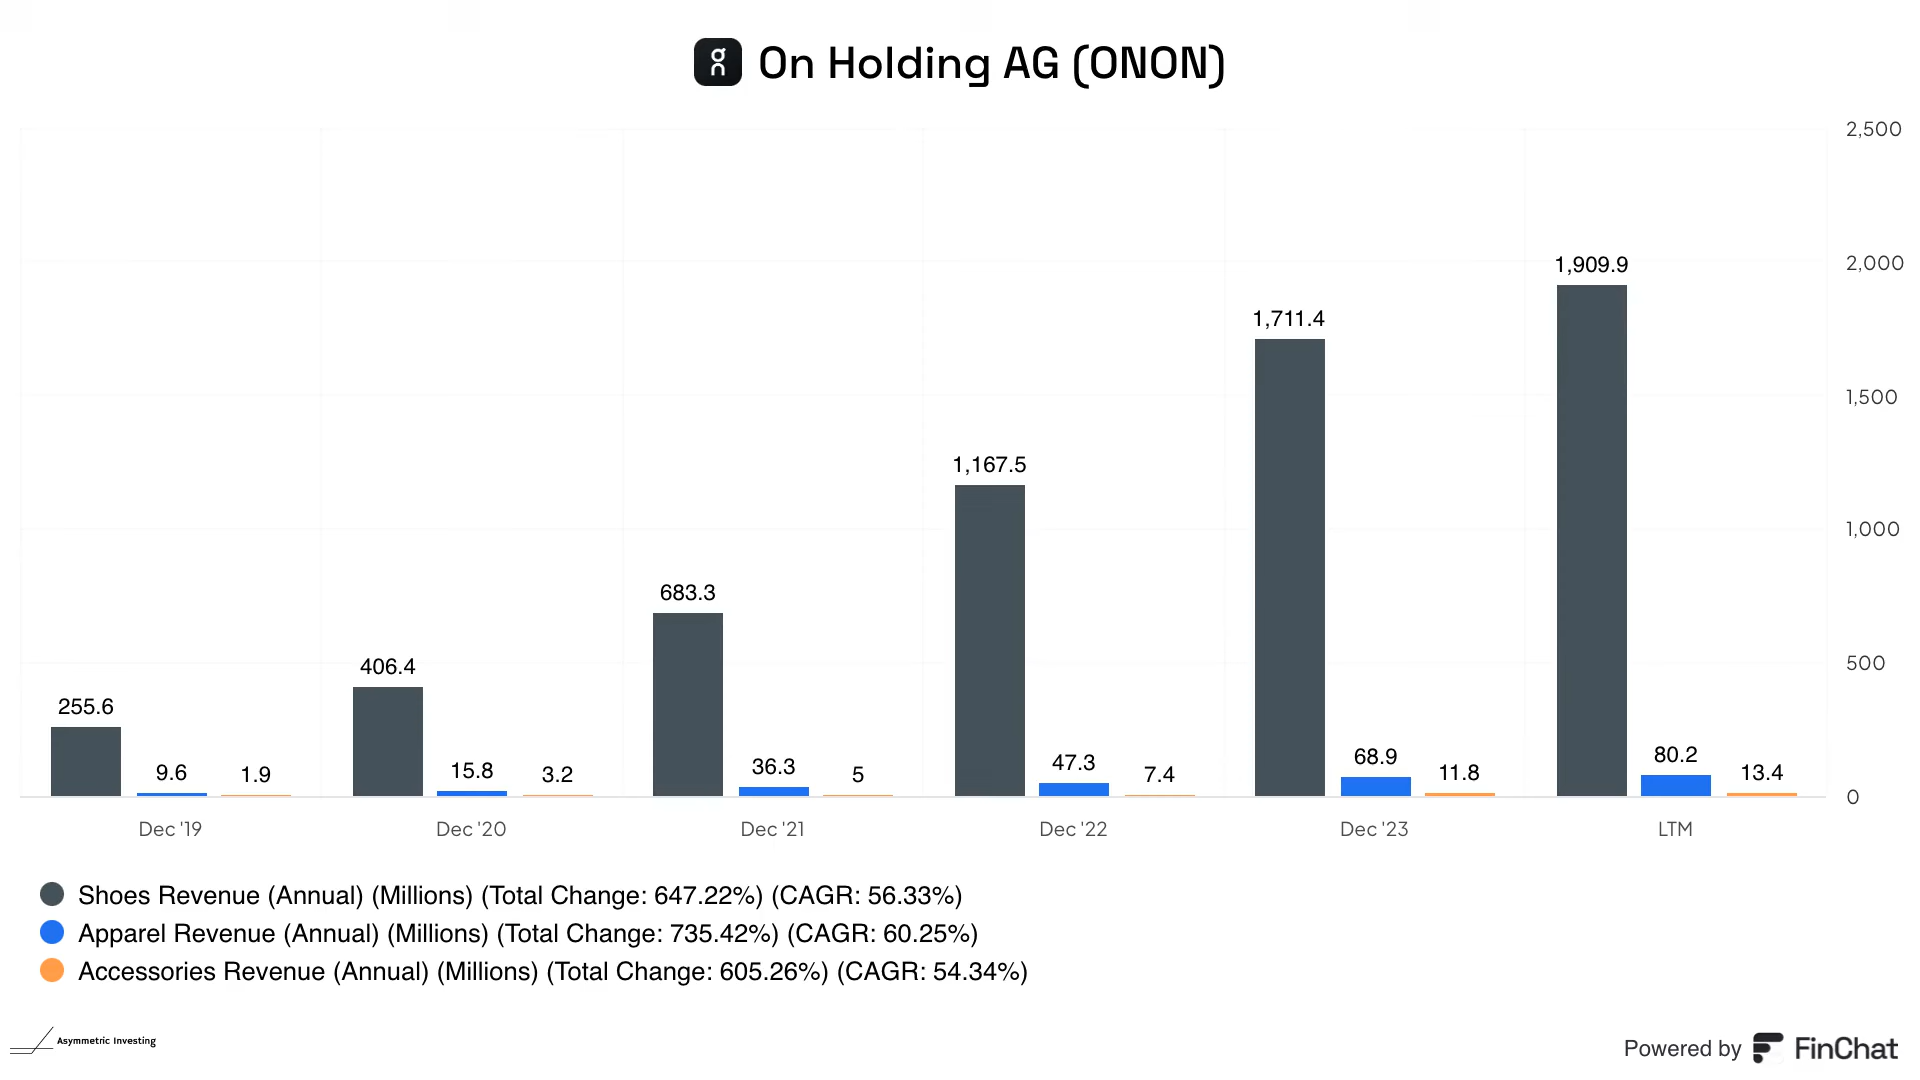 On Holding AG (ONON)
2,500
2,000
1,500
1,000
500
0
255.6
9.6
1.9
406.4
15.8
3.2
683.3
36.3
5
1,167.5
47.3
7.4
1,711.4
68.9
11.8
1,909.9
80.2
13.4
Dec '19
Dec '20
Dec '21
Dec '22
Dec '23
LTM
Shoes Revenue (Annual) (Millions) (Total Change: 647.22%) (CAGR: 56.33%)
Apparel Revenue (Annual) (Millions) (Total Change: 735.42%) (CAGR: 60.25%)
Accessories Revenue (Annual) (Millions) (Total Change: 605.26%) (CAGR: 54.34%)
Asymmetric Investing
Powered by FinChat